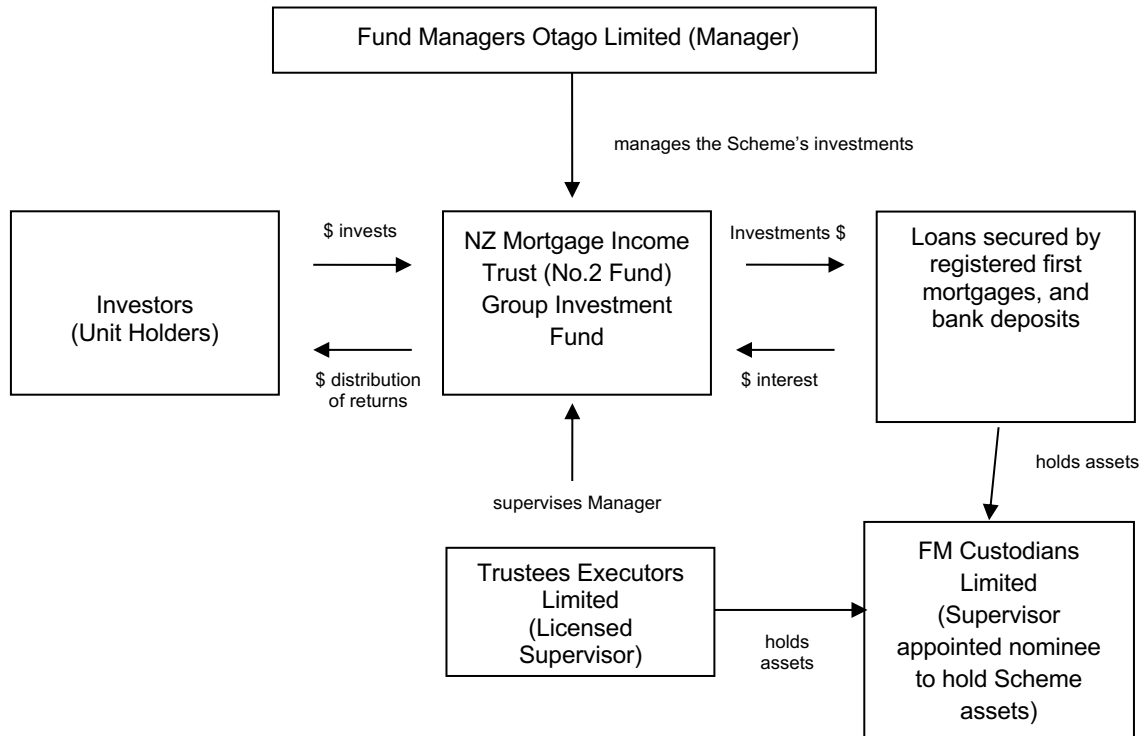 Fund Managers Otago Limited (Manager)
manages the Scheme's investments
Investors
(Unit Holders)
$ invests
$ distribution
of returns
NZ Mortgage Income
Trust (No.2 Fund)
Group Investment
Fund
Investments $
$ interest
Loans secured by
registered first
mortgages, and
bank deposits
holds assets
supervises Manager
Trustees Executors
Limited
(Licensed
Supervisor)
holds
assets
FM Custodians
Limited
(Supervisor
appointed nominee
to hold Scheme
assets)